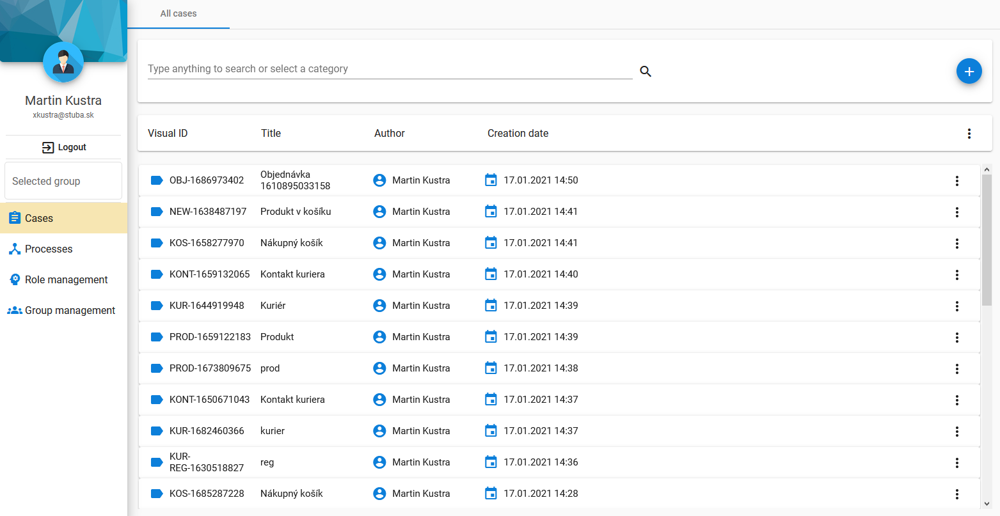 All cases
Type anything to search or select a category
Martin Kustra
xkustra@stuba.sk
Logout
Selected group
Cases
Processes
Role management
Group management
Visual ID Title Author Creation date
OBJ-1686973402 Objednávka 1610895033158 Martin Kustra 17.01.2021 14:50
NEW-1638487197 Produkt v košíku Martin Kustra 17.01.2021 14:41
KOS-1658277970 Nákupný košík Martin Kustra 17.01.2021 14:41
KONT-1659132065 Kontakt kuriera Martin Kustra 17.01.2021 14:40
KUR-1644919948 Kuriér Martin Kustra 17.01.2021 14:39
PROD-1659122183 Produkt Martin Kustra 17.01.2021 14:39
PROD-1673809675 prod Martin Kustra 17.01.2021 14:38
KONT-1650671043 Kontakt kuriera Martin Kustra 17.01.2021 14:37
KUR-1682460366 kurier Martin Kustra 17.01.2021 14:37
KUR-REG-1630518827 reg Martin Kustra 17.01.2021 14:36
KOS-1685287228 Nákupný košík Martin Kustra 17.01.2021 14:28